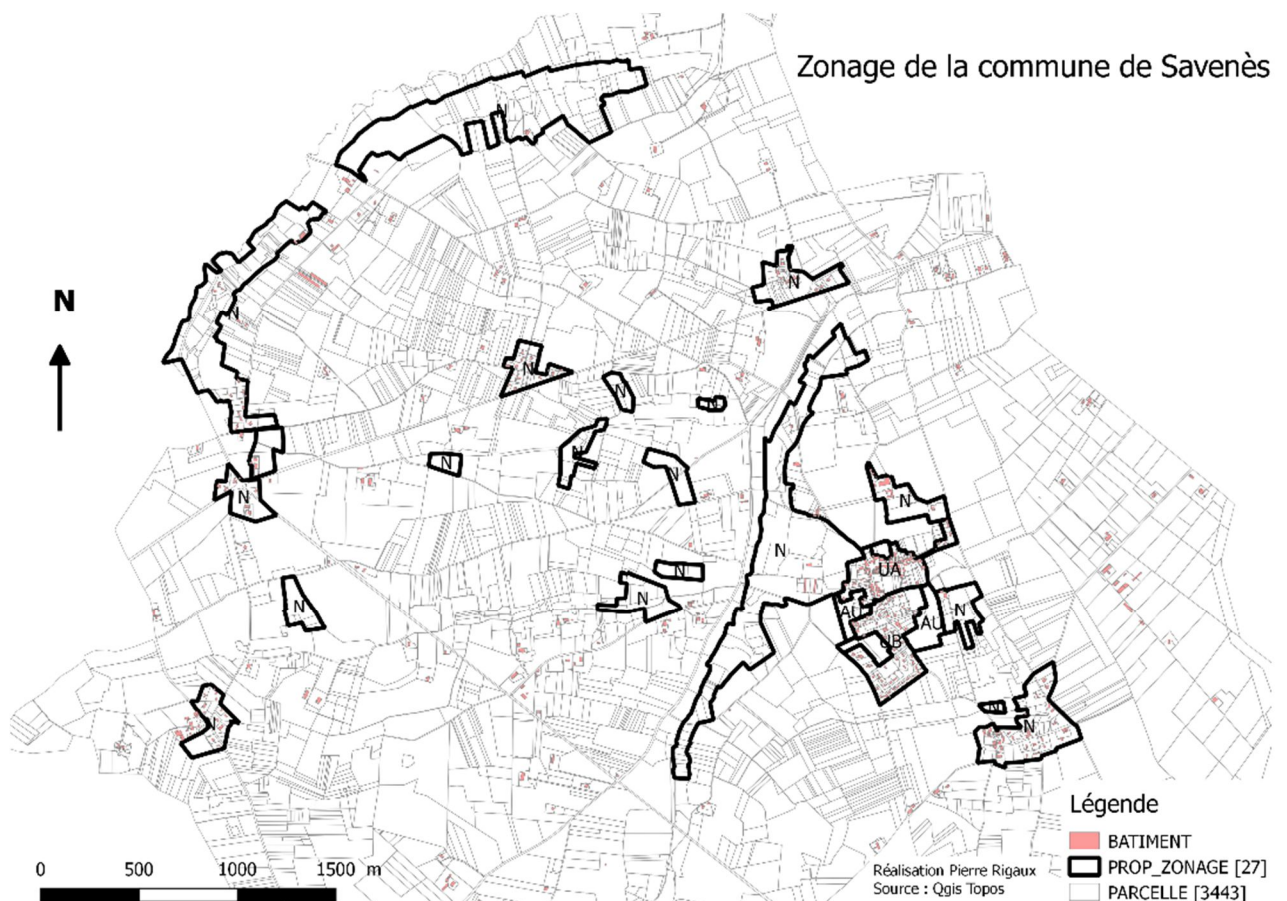 Zonage de la commune de Savenès
N
N
N
N
N
N
N
N
N
N
N
N
N
N
UA
N
N
N
AU
AU
N
UB
N
N
Légende
BATIMENT
PROP_ZONAGE [27]
PARCELLE [3443]
0 500 1000 1500 m
Réalisation Pierre Rigaux
Source : Qgis Topos